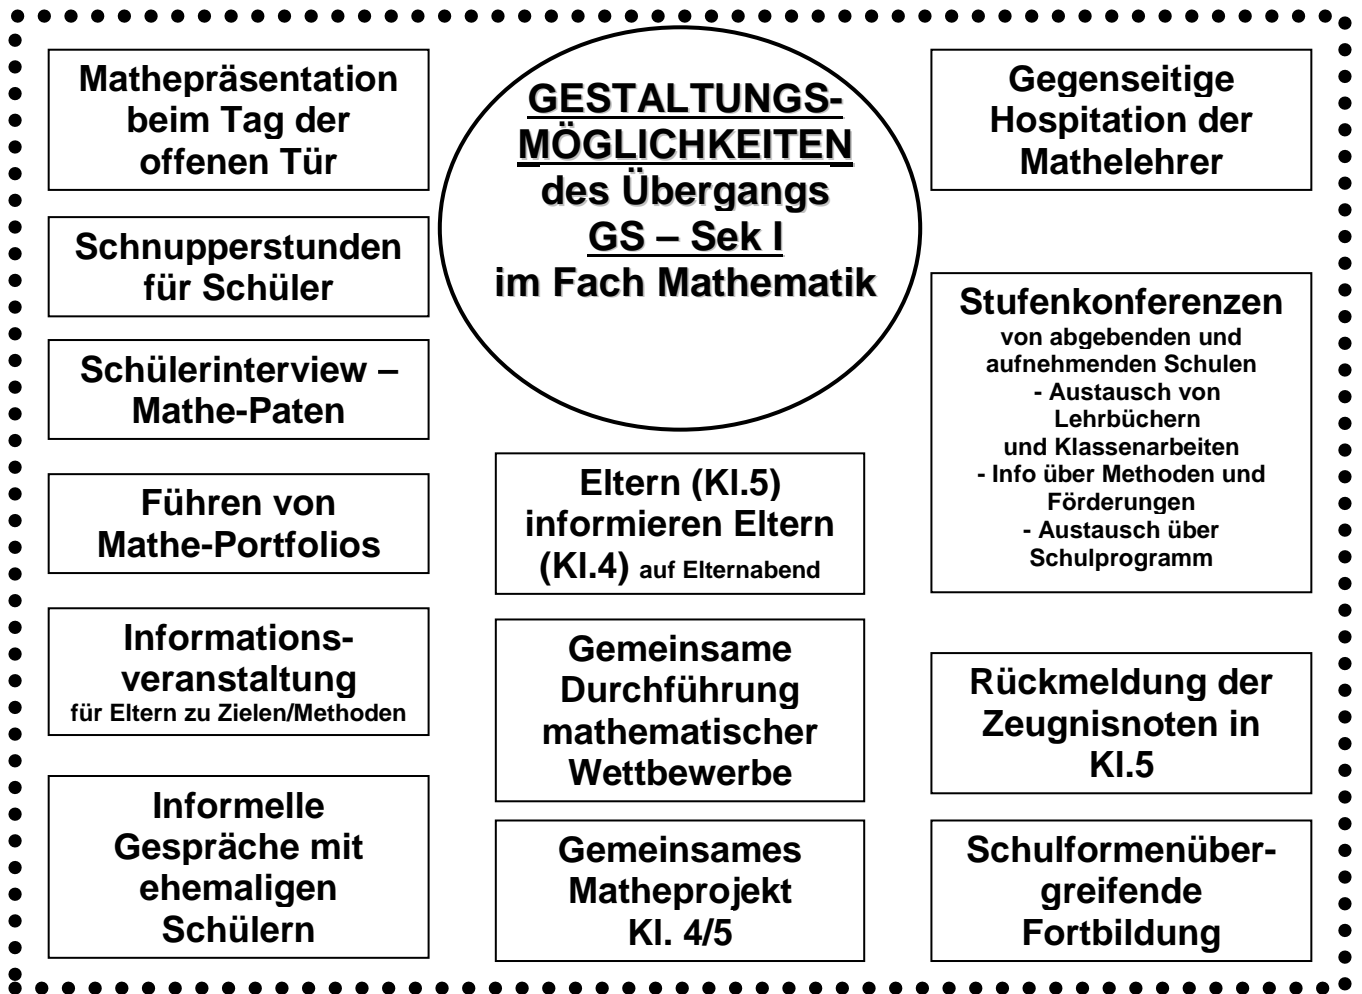 Mathepräsentation
beim Tag der
offenen Tür
Schnupperstunden
für Schüler
Schülerinterview –
Mathe-Paten
Führen von
Mathe-Portfolios
Informations-
veranstaltung
für Eltern zu Zielen/Methoden
Informelle
Gespräche mit
ehemaligen
Schülern
GESTALTUNGS-
MÖGLICHKEITEN
des Übergangs
GS – Sek I
im Fach Mathematik
Eltern (Kl.5)
informieren Eltern
(Kl.4) auf Elternabend
Gemeinsame
Durchführung
mathematischer
Wettbewerbe
Gemeinsames
Matheprojekt
Kl. 4/5
Gegenseitige
Hospitation der
Mathelehrer
Stufenkonferenzen
von abgebenden und
aufnehmenden Schulen
- Austausch von
Lehrbüchern
und Klassenarbeiten
- Info über Methoden und
Förderungen
- Austausch über
Schulprogramm
Rückmeldung der
Zeugnisnoten in
Kl.5
Schulformenüber-
greifende
Fortbildung